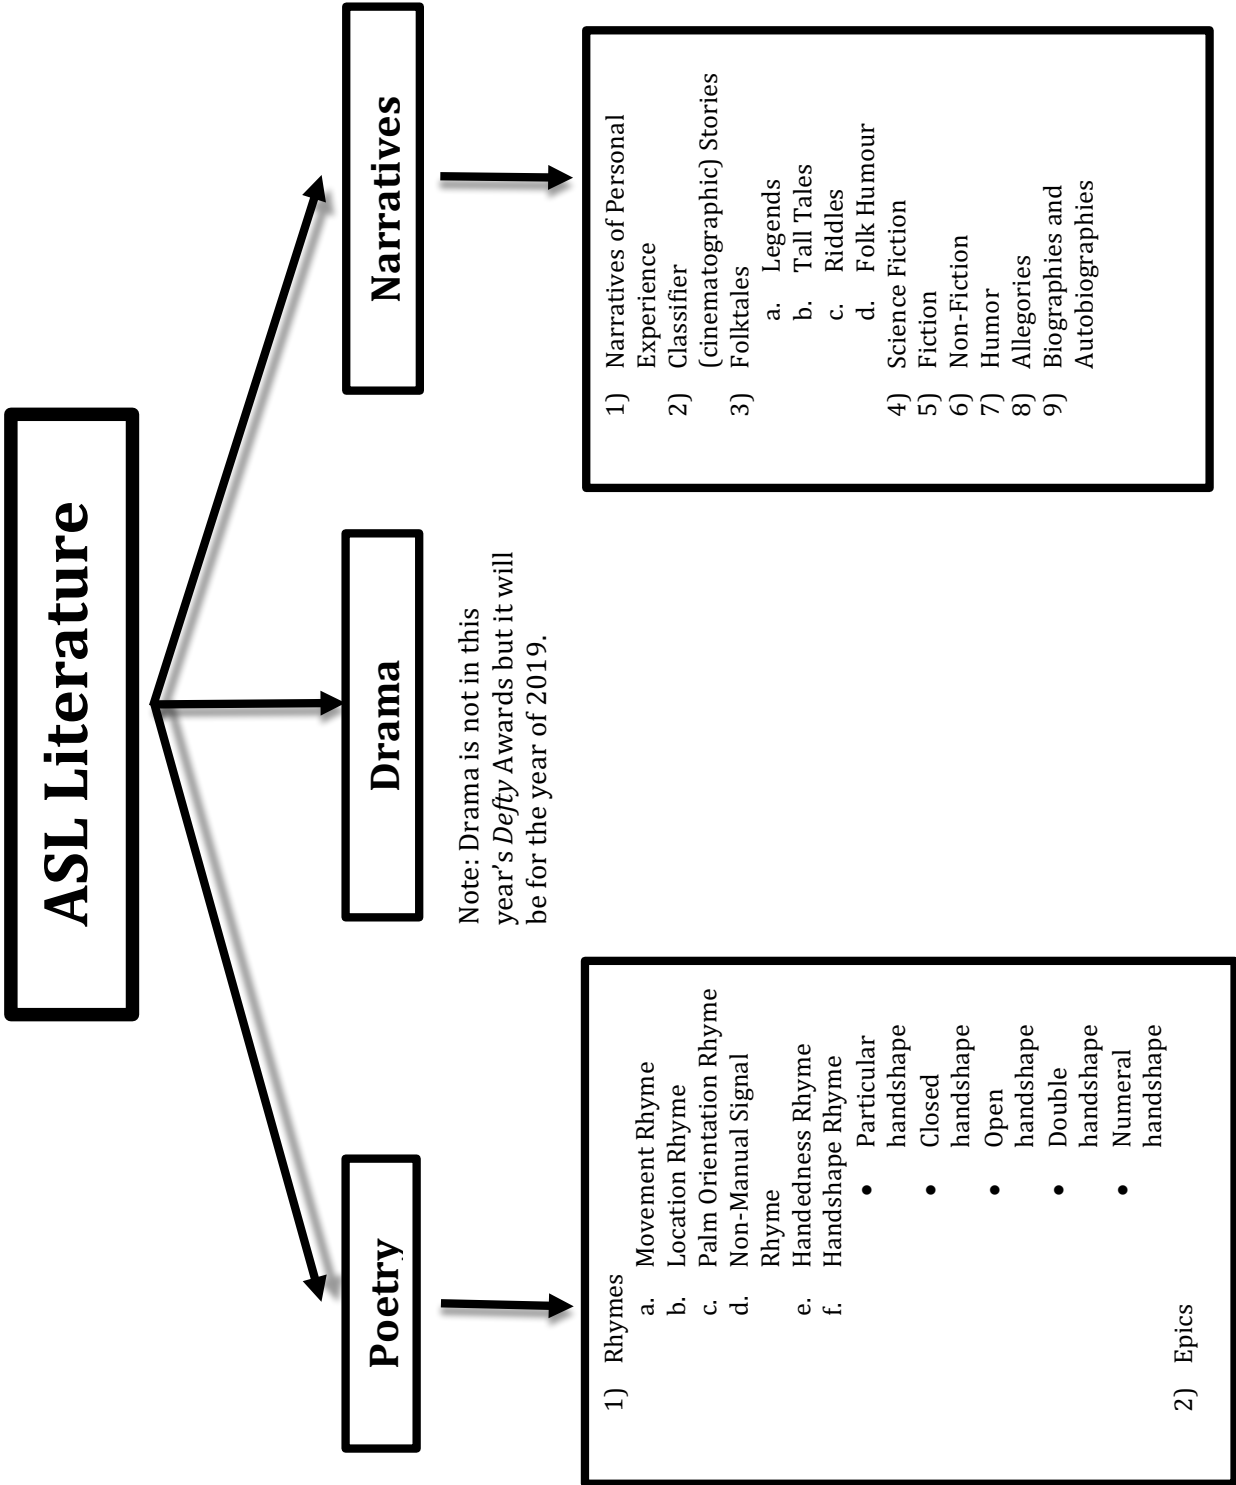 ASL Literature
Poetry
Drama
Narratives
Note: Drama is not in this
year's Defty Awards but it will
be for the year of 2019.
1) Rhymes
a. Movement Rhyme
b. Location Rhyme
c. Palm Orientation Rhyme
d. Non-Manual Signal
Rhyme
e. Handedness Rhyme
f. Handshape Rhyme
• Particular
handshape
• Closed
handshape
• Open
handshape
• Double
handshape
• Numeral
handshape
2) Epics
1) Narratives of Personal
Experience
2) Classifier
(cinematographic) Stories
3) Folktales
a. Legends
b. Tall Tales
c. Riddles
d. Folk Humour
4) Science Fiction
5) Fiction
6) Non-Fiction
7) Humor
8) Allegories
9) Biographies and
Autobiographies